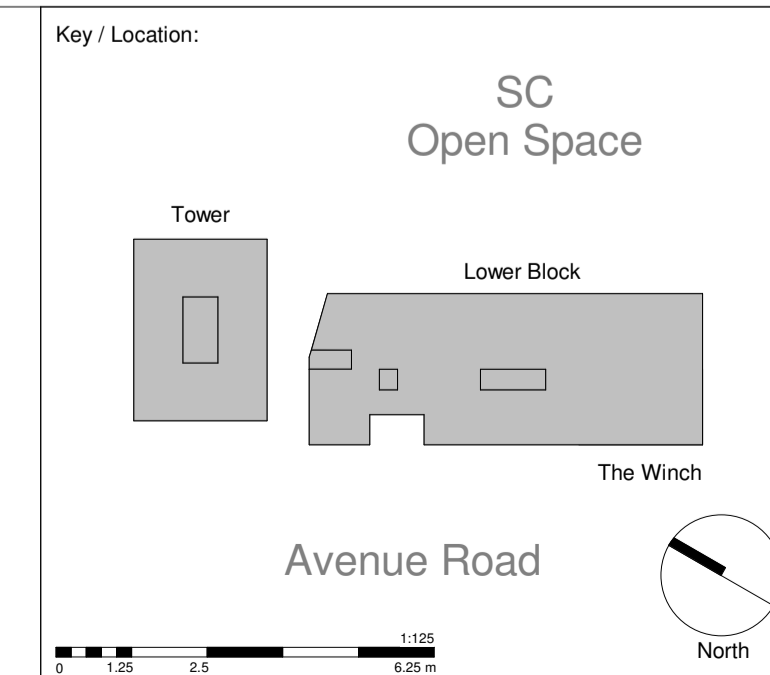 Key / Location:
SC
Open Space
Tower
Lower Block
The Winch
Avenue Road
1:125
0 1.25 2.5 6.25 m
North